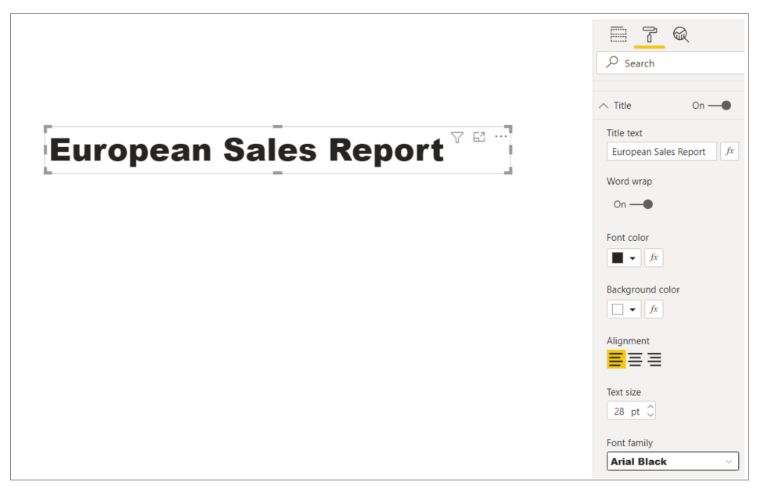 European Sales Report
Search
Title On
Title text
European Sales Report fx
Word wrap
On
Font color
fx
Background color
fx
Alignment
Text size
28 pt
Font family
Arial Black